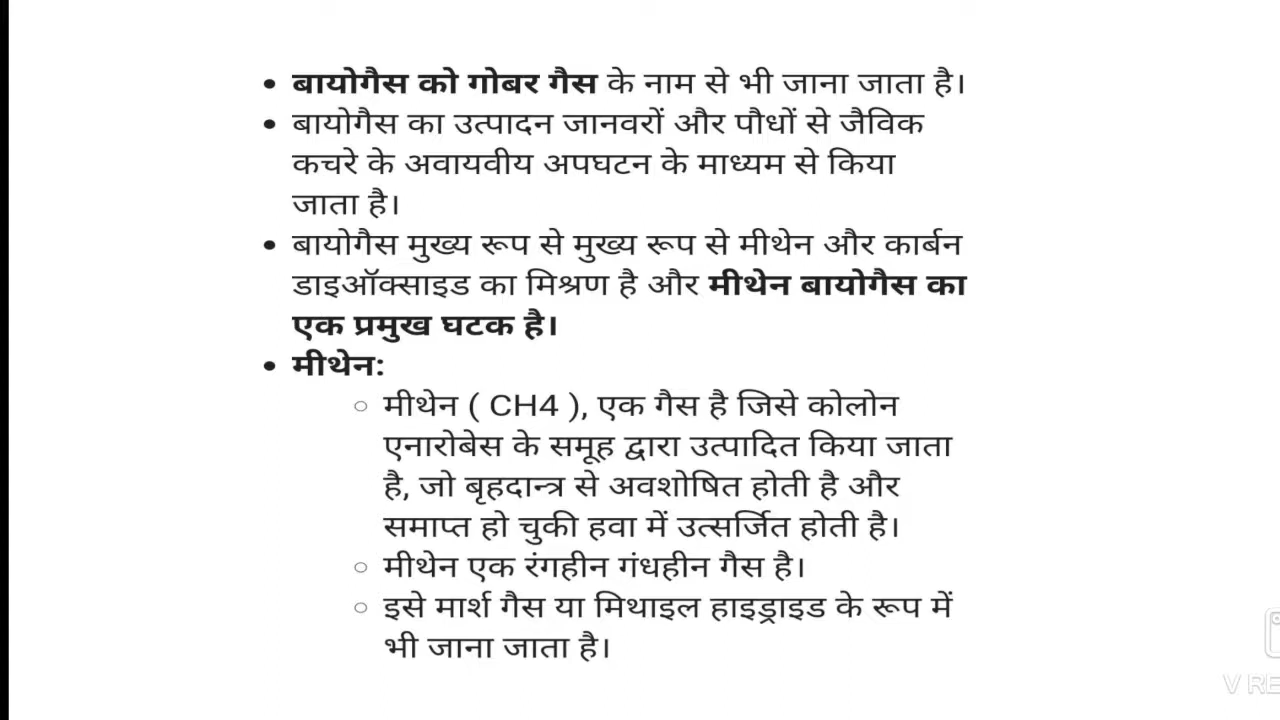 • बायोगैस को गोबर गैस के नाम से भी जाना जाता है।
• बायोगैस का उत्पादन जानवरों और पौधों से जैविक
कचरे के अवायवीय अपघटन के माध्यम से किया
जाता है।
• बायोगैस मुख्य रूप से मुख्य रूप से मीथेन और कार्बन
डाइऑक्साइड का मिश्रण है और मीथेन बायोगैस का
एक प्रमुख घटक है।
• मीथेन:
○ मीथेन ( CH4 ), एक गैस है जिसे कोलोन
एनारोबेस के समूह द्वारा उत्पादित किया जाता
है, जो बृहदान्त्र से अवशोषित होती है और
समाप्त हो चुकी हवा में उत्सर्जित होती है।
○ मीथेन एक रंगहीन गंधहीन गैस है।
○ इसे मार्श गैस या मिथाइल हाइड्राइड के रूप में
भी जाना जाता है।